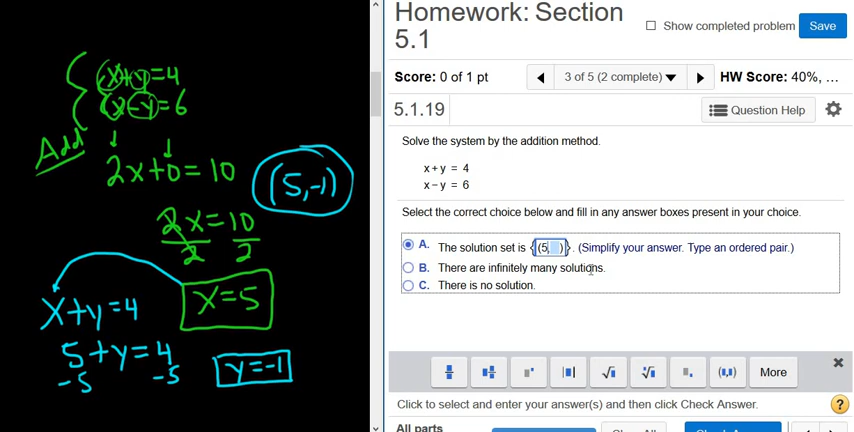 x+y=4
x-y=6
Add
2x+0=10
(5,-1)
2x=10
2 2
x=5
x+y=4
5+y=4
-5 -5
y=-1
Homework: Section 5.1
Show completed problem
Save
Score: 0 of 1 pt
3 of 5 (2 complete)
HW Score: 40%, ...
5.1.19
Question Help
Solve the system by the addition method.
x+y = 4
x-y = 6
Select the correct choice below and fill in any answer boxes present in your choice.
A. The solution set is {(5, )}. (Simplify your answer. Type an ordered pair.)
B. There are infinitely many solutions.
C. There is no solution.
More
Click to select and enter your answer(s) and then click Check Answer.
?
All parts